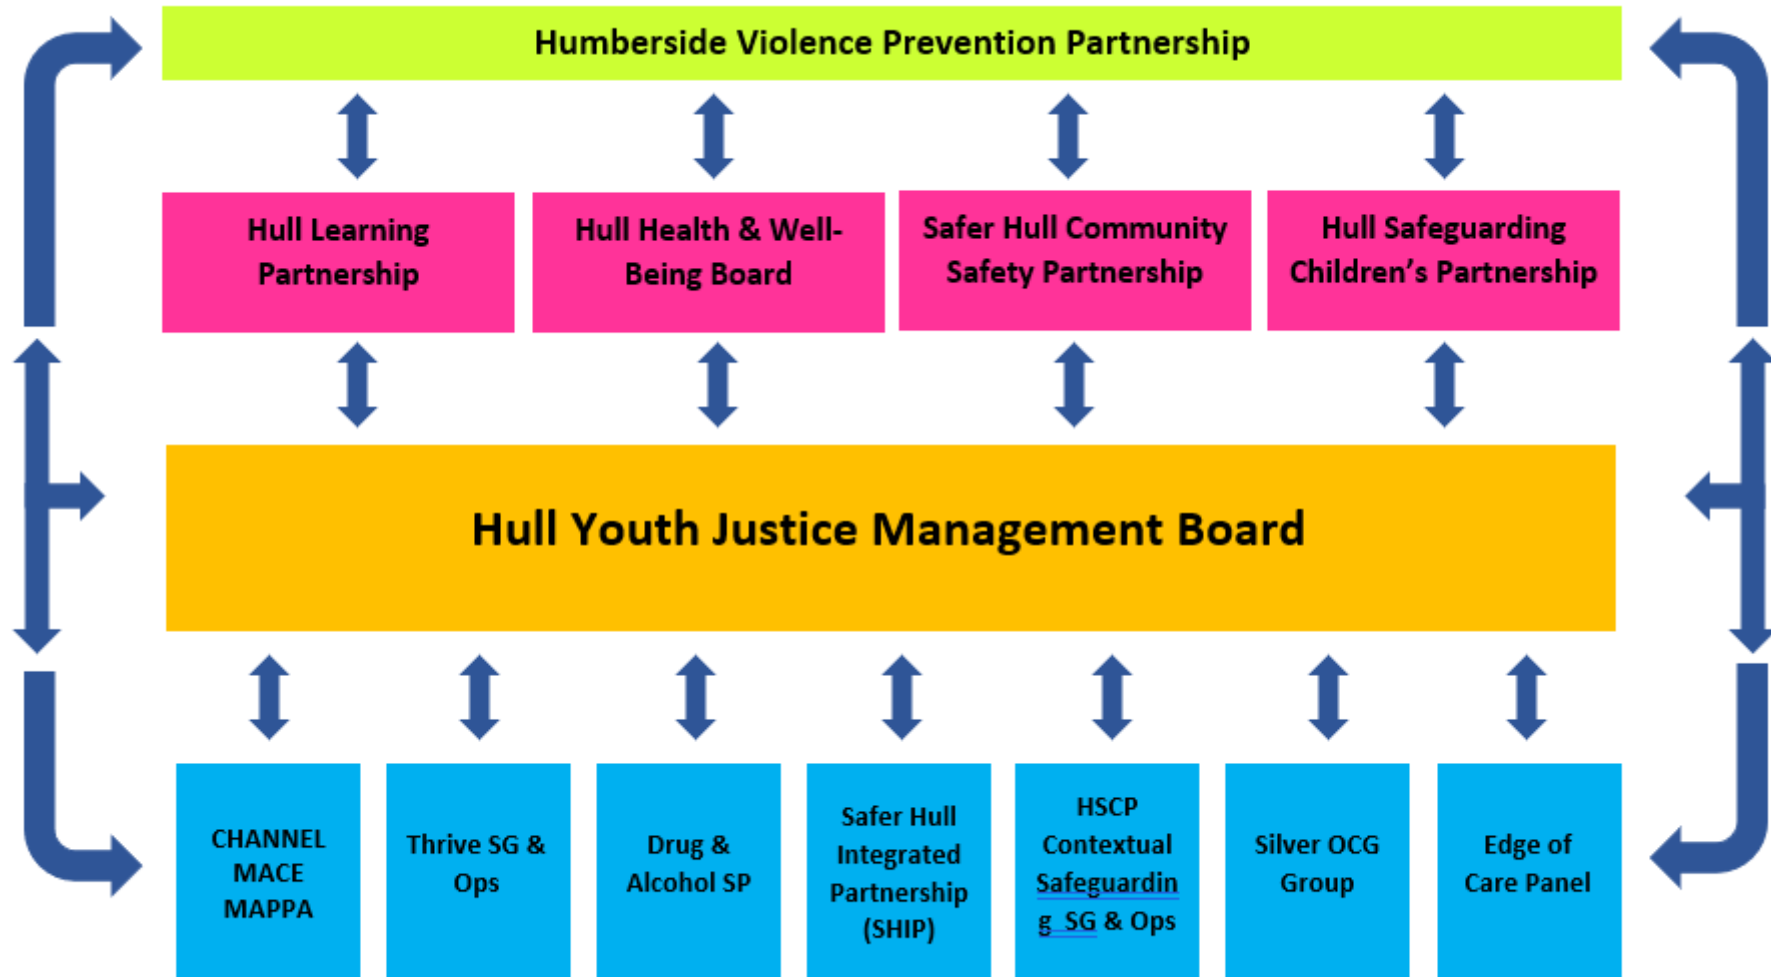 Humberside Violence Prevention Partnership
Hull Learning
Partnership
Hull Health & Well-
Being Board
Safer Hull Community
Safety Partnership
Hull Safeguarding
Children’s Partnership
Hull Youth Justice Management Board
CHANNEL
MACE
MAPPA
Thrive SG &
Ops
Drug &
Alcohol SP
Safer Hull
Integrated
Partnership
(SHIP)
HSCP
Contextual
Safeguardin
g SG & Ops
Silver OCG
Group
Edge of
Care Panel